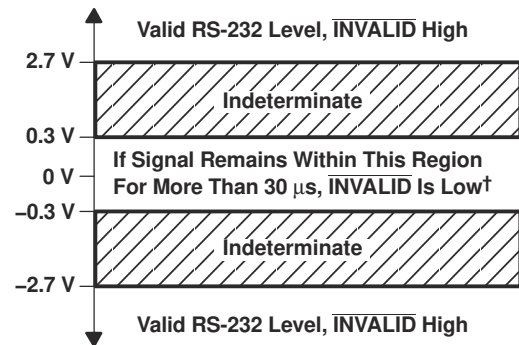 Valid RS-232 Level, INVALID High
2.7 V
Indeterminate
0.3 V
If Signal Remains Within This Region
0 V
For More Than 30 μs, INVALID Is Low†
−0.3 V
Indeterminate
−2.7 V
Valid RS-232 Level, INVALID High